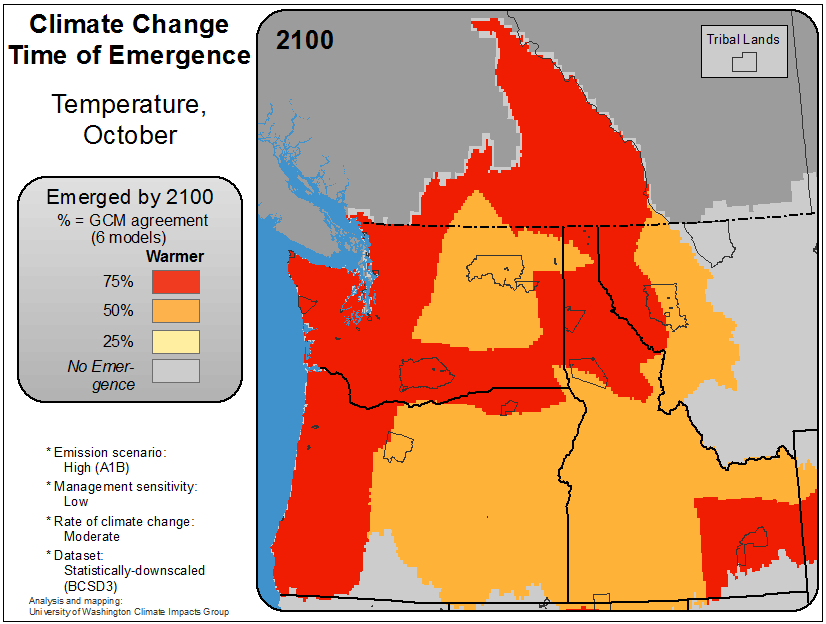 Climate Change
Time of Emergence
Temperature,
October
Emerged by 2100
% = GCM agreement
(6 models)
Warmer
75%
50%
25%
No Emer-
gence
* Emission scenario:
High (A1B)
* Management sensitivity:
Low
* Rate of climate change:
Moderate
* Dataset:
Statistically-downscaled
(BCSD3)
Analysis and mapping:
University of Washington Climate Impacts Group
2100
Tribal Lands